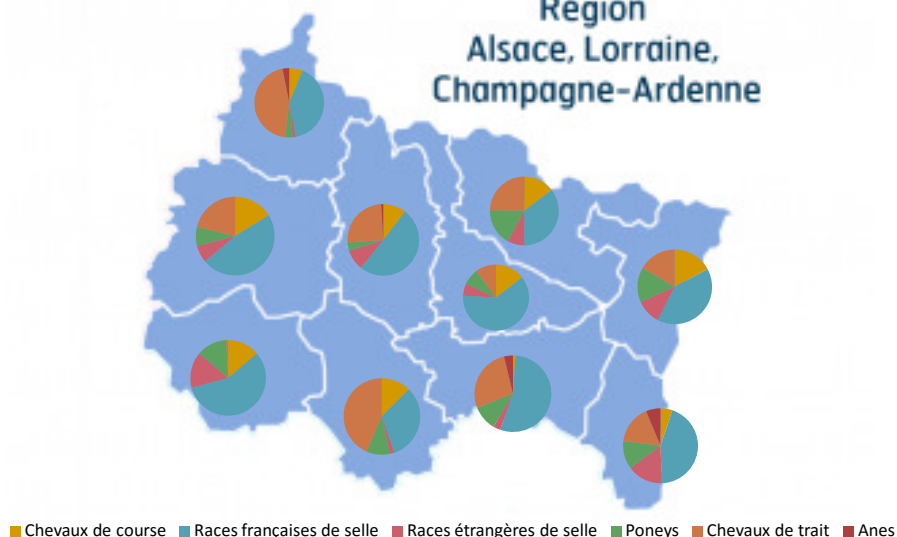 Région
Alsace, Lorraine,
Champagne-Ardenne
Chevaux de course Races françaises de selle Races étrangères de selle Poneys Chevaux de trait Anes